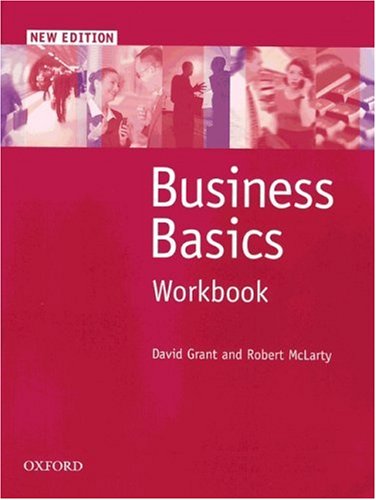 NEW EDITION
Business
Basics
Workbook
David Grant and Robert McLarty
OXFORD